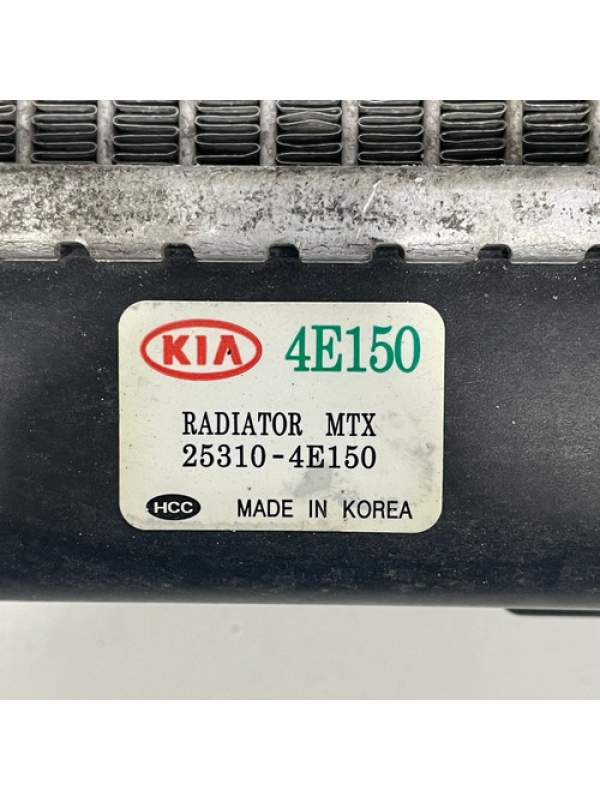 KIA 4E150
RADIATOR MTX
25310-4E150
HCC MADE IN KOREA